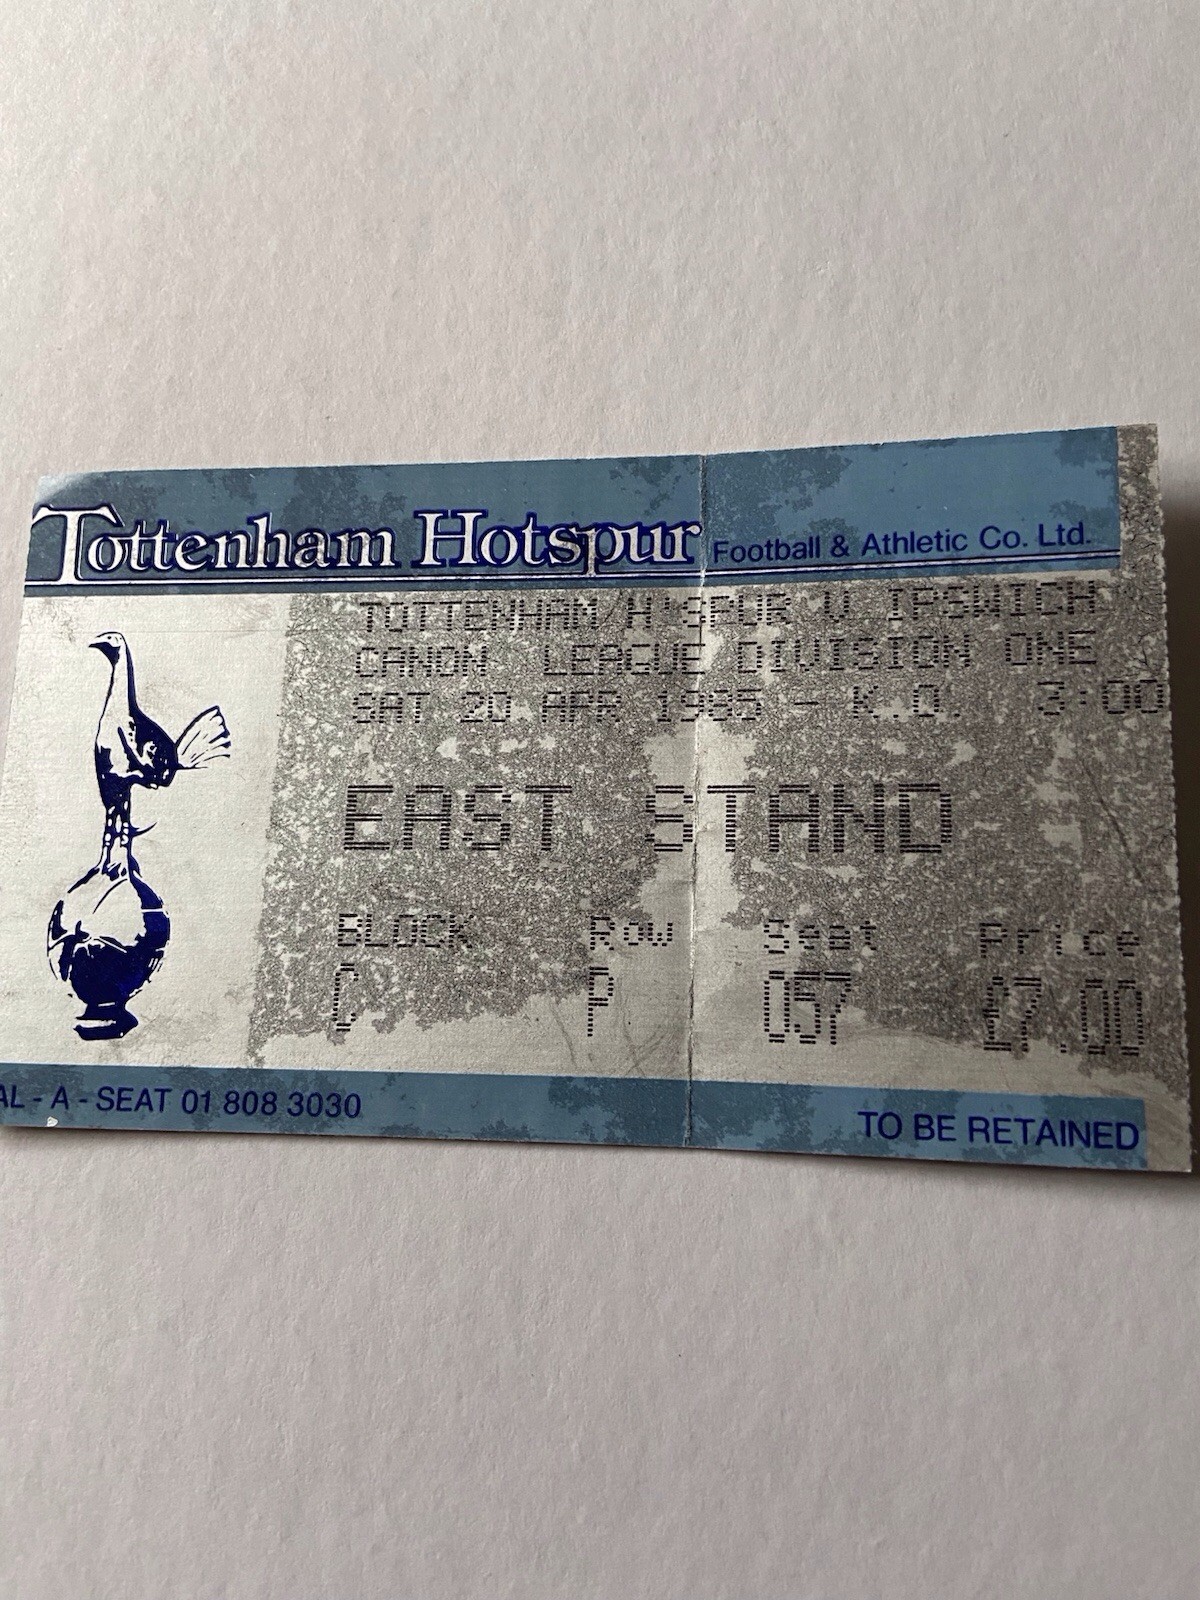 Tottenham Hotspur Football & Athletic Co. Ltd.
TOTTENHAM H'SPUR V IPSWICH
CANON LEAGUE DIVISION ONE
SAT 20 APR 1985 - K.O. 3:00
EAST STAND
BLOCK Row Seat Price
C P 057 £7.00
AL - A - SEAT 01 808 3030
TO BE RETAINED